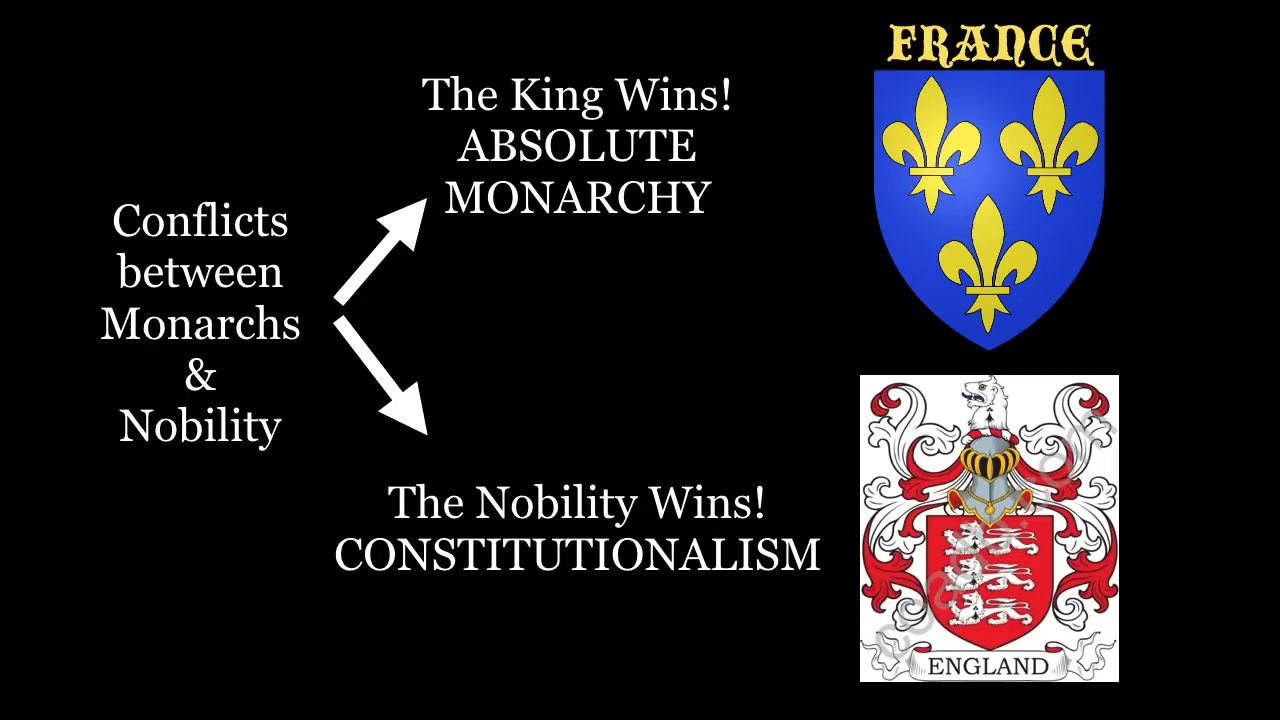 Conflicts
between
Monarchs
&
Nobility
The King Wins!
ABSOLUTE
MONARCHY
The Nobility Wins!
CONSTITUTIONALISM
FRANCE
ENGLAND